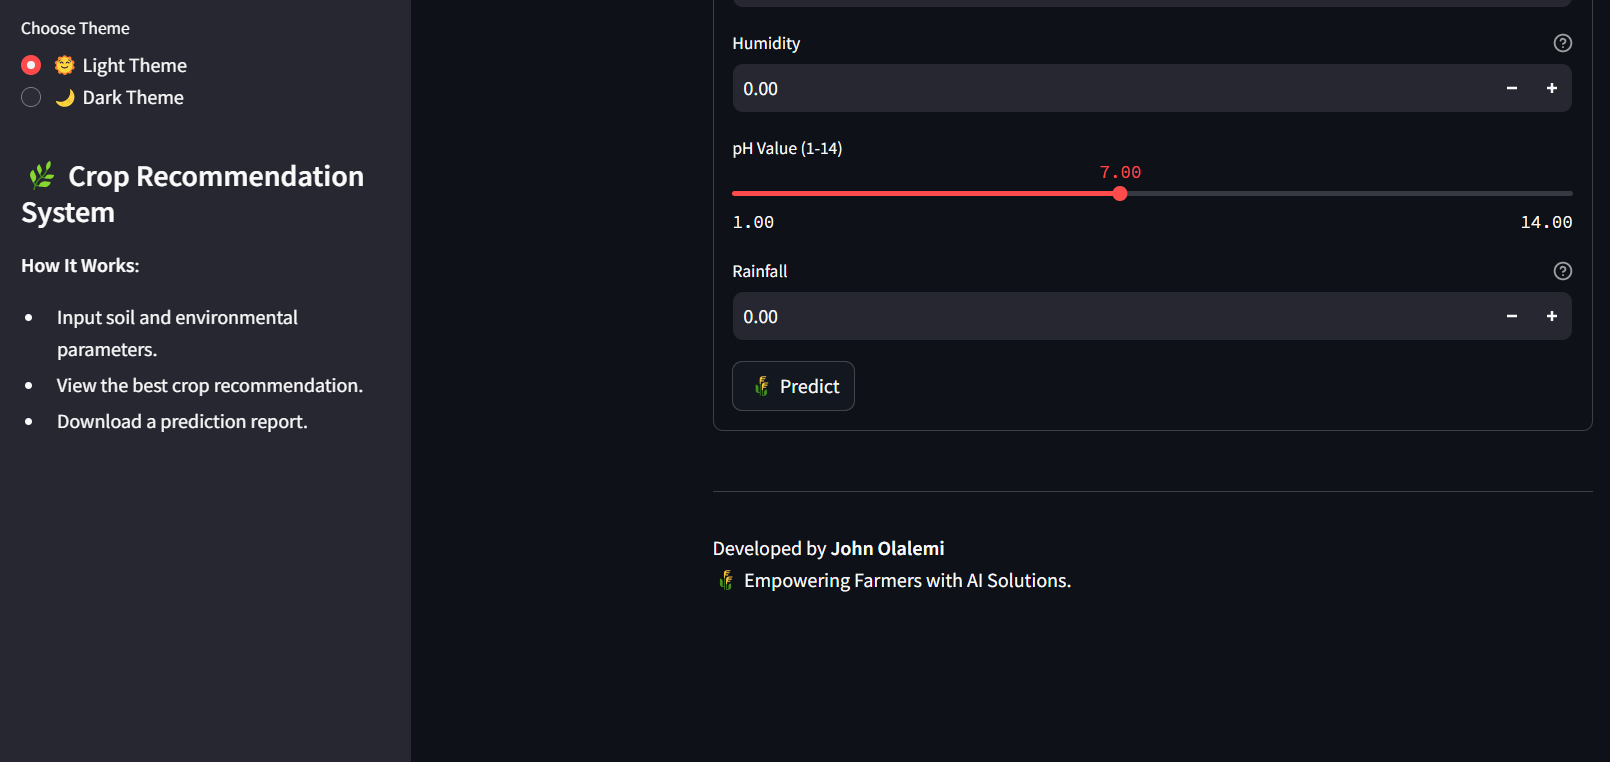 Choose Theme
🌞 Light Theme
🌙 Dark Theme
🌿 Crop Recommendation
System
How It Works:
• Input soil and environmental
parameters.
• View the best crop recommendation.
• Download a prediction report.
Humidity
0.00
pH Value (1-14)
7.00
1.00 14.00
Rainfall
0.00
🌾 Predict
Developed by John Olalemi
🌾 Empowering Farmers with AI Solutions.